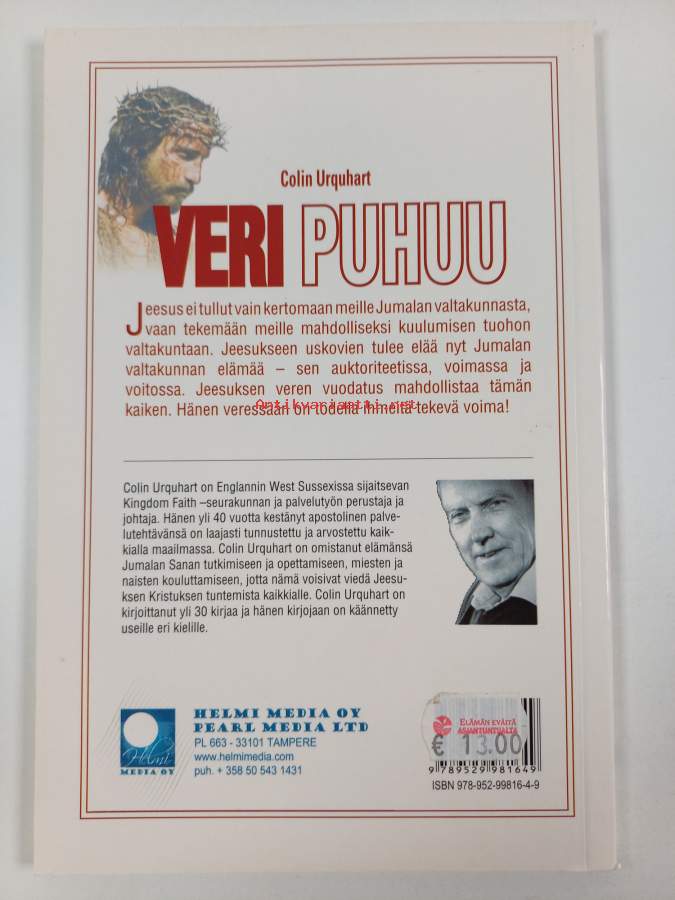 Colin Urquhart
VERI PUHUU
Jeesus ei tullut vain kertomaan meille Jumalan valtakunnasta,
vaan tekemään meille mahdolliseksi kuulumisen tuohon
valtakuntaan. Jeesukseen uskovien tulee elää nyt Jumalan
valtakunnan elämää – sen auktoriteetissa, voimassa ja
voitossa. Jeesuksen veren vuodatus mahdollistaa tämän
kaiken. Hänen veressään on todella ihmeitä tekevä voima!
Antikvariaatti.net
Colin Urquhart on Englannin West Sussexissa sijaitsevan
Kingdom Faith –seurakunnan ja palvelutyön perustaja ja
johtaja. Hänen yli 40 vuotta kestänyt apostolinen palve-
lutehtävänsä on laajasti tunnustettu ja arvostettu kaik-
kialla maailmassa. Colin Urquhart on omistanut elämänsä
Jumalan Sanan tutkimiseen ja opettamiseen, miesten ja
naisten kouluttamiseen, jotta nämä voisivat viedä Jeesu-
ksen Kristuksen tuntemista kaikkialle. Colin Urquhart on
kirjoittanut yli 30 kirjaa ja hänen kirjojaan on käännetty
useille eri kielille.
Helmi
MEDIA OY
HELMI MEDIA OY
PEARL MEDIA LTD
PL 663 - 33101 TAMPERE
www.helmimedia.com
puh. + 358 50 543 1431
ELÄMÄN EVÄITÄ
ASIANTUNTIJALTA
€ 13.00
9 789529 981649
ISBN 978-952-99816-4-9